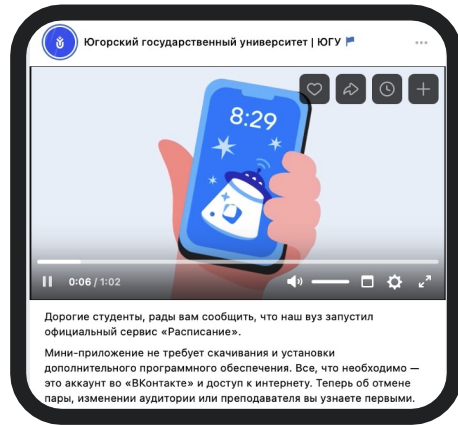 Югорский государственный университет | ЮГУ
8:29
0:06 / 1:02
Дорогие студенты, рады вам сообщить, что наш вуз запустил
официальный сервис «Расписание».
Мини-приложение не требует скачивания и установки
дополнительного программного обеспечения. Все, что необходимо —
это аккаунт во «ВКонтакте» и доступ к интернету. Теперь об отмене
пары, изменении аудитории или преподавателя вы узнаете первыми.